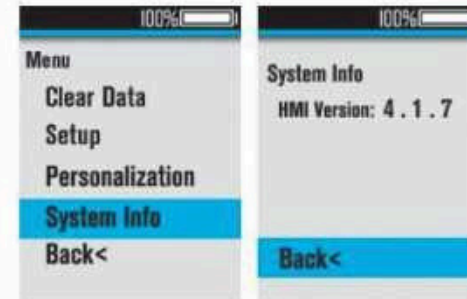 100%
Menu
Clear Data
Setup
Personalization
System Info
Back<
100%
System Info
HMI Version: 4 . 1 . 7
Back<